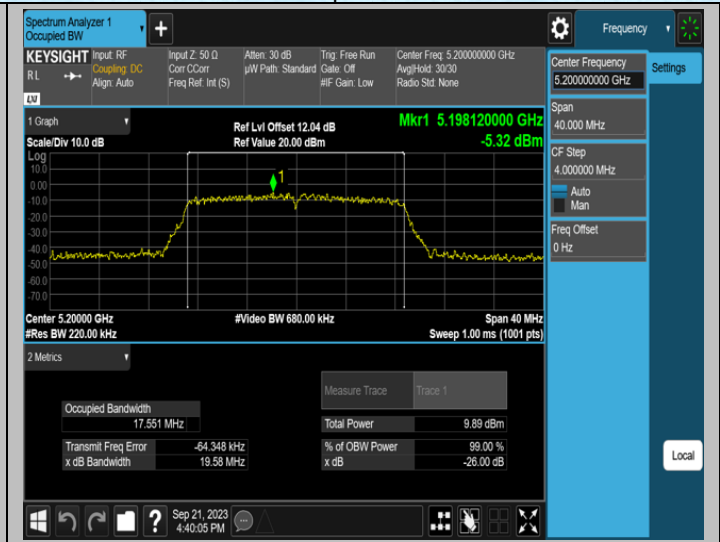 Spectrum Analyzer 1
Occupied BW
Frequency
KEYSIGHT
R L
LXI
Input: RF
Coupling: DC
Align: Auto
Input Z: 50 Ω
Corr CCorr
Freq Ref: Int (S)
Atten: 30 dB
µW Path: Standard
Trig: Free Run
Gate: Off
#IF Gain: Low
Center Freq: 5.200000000 GHz
Avg|Hold: 30/30
Radio Std: None
Center Frequency
5.200000000 GHz
Settings
Span
40.000 MHz
CF Step
4.000000 MHz
Auto
Man
Freq Offset
0 Hz
Local
1 Graph
Scale/Div 10.0 dB
Ref Lvl Offset 12.04 dB
Ref Value 20.00 dBm
Mkr1 5.198120000 GHz
-5.32 dBm
Log
10.0
0.00
-10.0
-20.0
-30.0
-40.0
-50.0
-60.0
-70.0
1
Center 5.20000 GHz
#Res BW 220.00 kHz
#Video BW 680.00 kHz
Span 40 MHz
Sweep 1.00 ms (1001 pts)
2 Metrics
Measure Trace
Trace 1
Occupied Bandwidth
17.551 MHz
Total Power
9.89 dBm
Transmit Freq Error
-64.348 kHz
% of OBW Power
99.00 %
x dB Bandwidth
19.58 MHz
x dB
-26.00 dB
Sep 21, 2023
4:40:05 PM